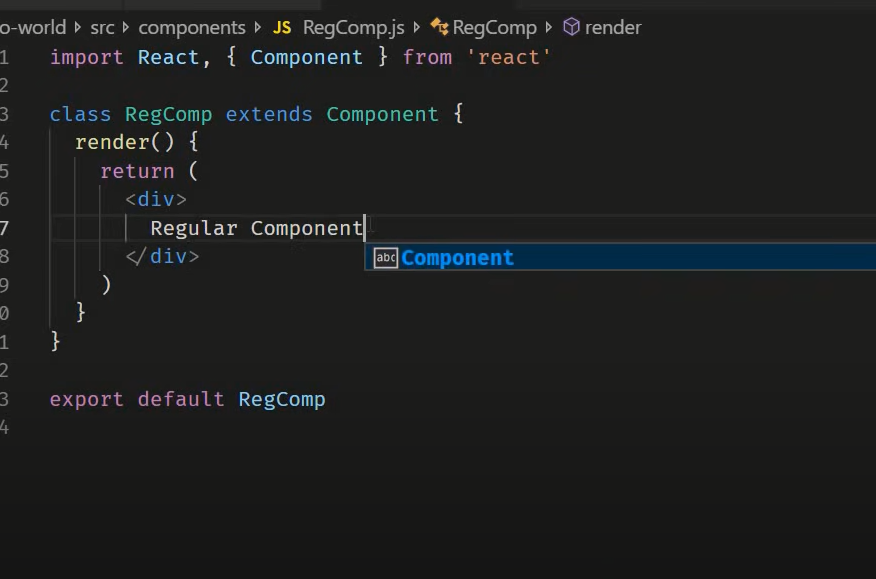 o-world › src › components › JS RegComp.js › RegComp › render
1 import React, { Component } from 'react'
2
3 class RegComp extends Component {
4 render() {
5 return (
6 <div>
7 Regular Component
8 </div>
abc Component
9 )
0 }
1 }
2
3 export default RegComp
4